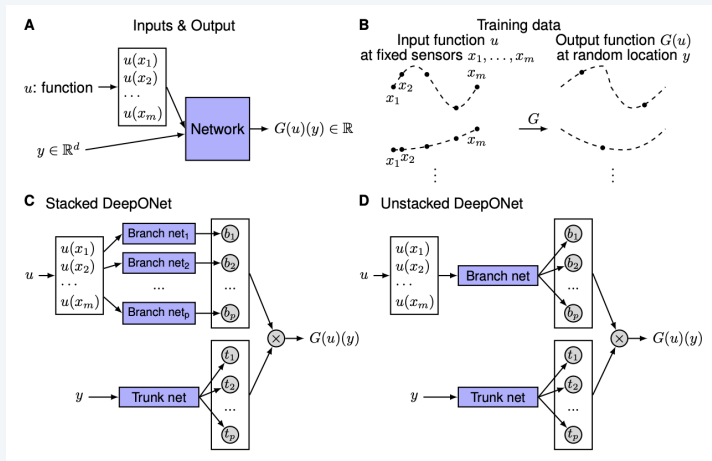 A
Inputs & Output
u: function
u(x₁)
u(x₂)
...
u(xₘ)
y ∈ ℝᵈ
Network
G(u)(y) ∈ ℝ
B
Training data
Input function u
at fixed sensors x₁, . . . , xₘ
Output function G(u)
at random location y
x₁
x₂
xₘ
G
x₁
x₂
xₘ
⋮
⋮
C Stacked DeepONet
u
u(x₁)
u(x₂)
...
u(xₘ)
Branch net₁
Branch net₂
...
Branch netₚ
b₁
b₂
...
bₚ
×
G(u)(y)
y
Trunk net
t₁
t₂
...
tₚ
D Unstacked DeepONet
u
u(x₁)
u(x₂)
...
u(xₘ)
Branch net
b₁
b₂
...
bₚ
×
G(u)(y)
y
Trunk net
t₁
t₂
...
tₚ